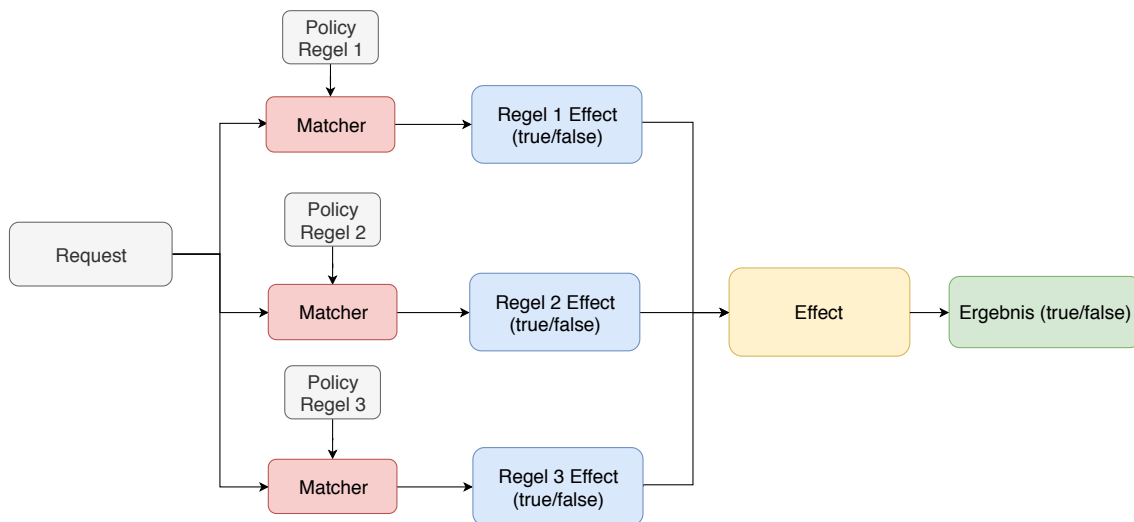 Policy
Regel 1
Matcher
Regel 1 Effect
(true/false)
Policy
Regel 2
Request
Matcher
Regel 2 Effect
(true/false)
Effect
Ergebnis (true/false)
Policy
Regel 3
Matcher
Regel 3 Effect
(true/false)